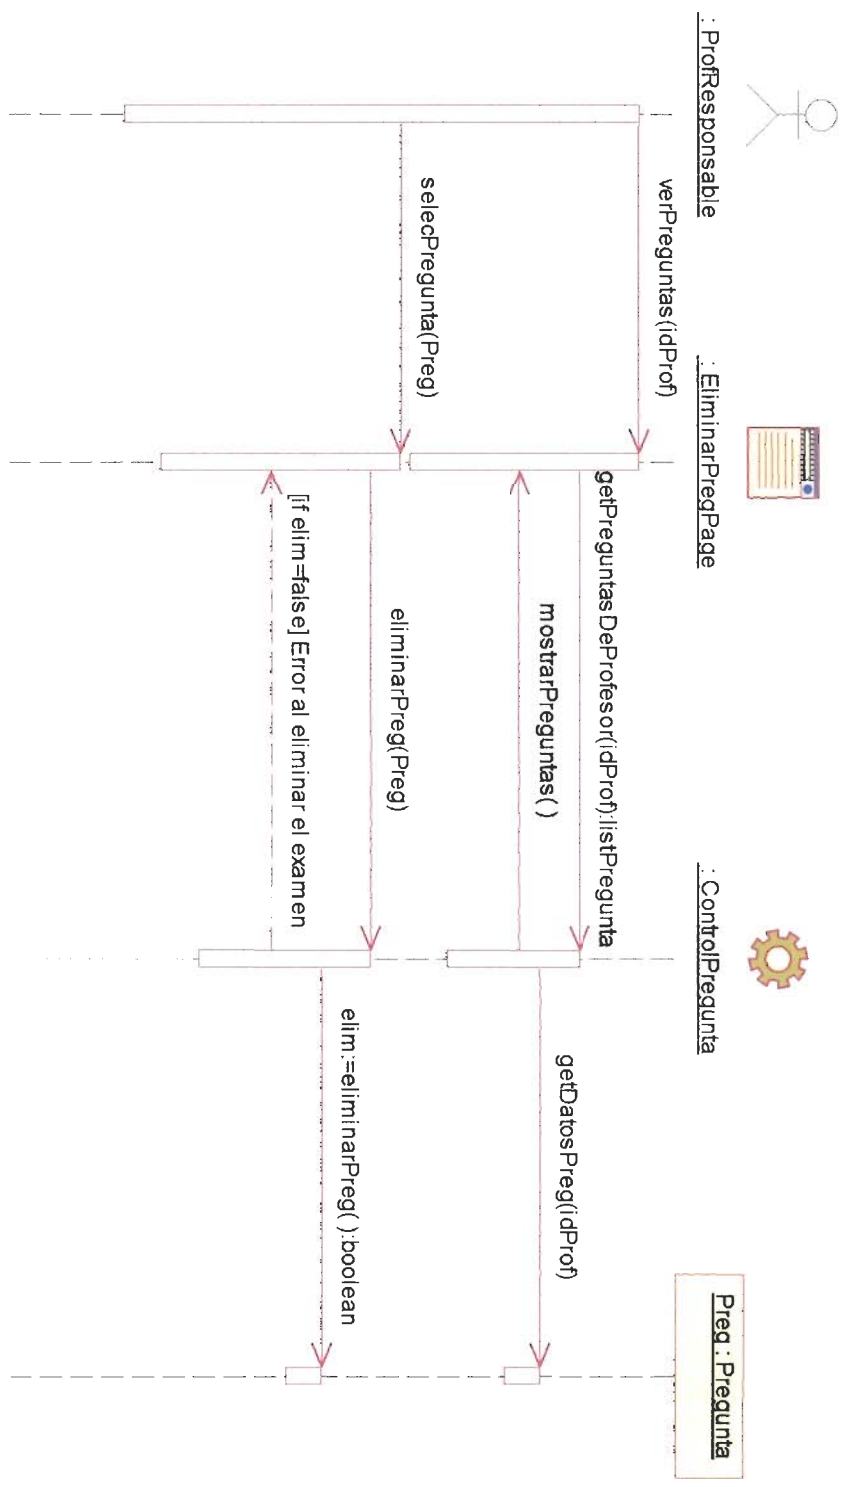 : ProfResponsable
: EliminarPregPage
: ControlPregunta
Preg : Pregunta
verPreguntas(idProf)
getPreguntasDeProfesor(idProf):listPregunta
getDatosPreg(idProf)
mostrarPreguntas( )
selecPregunta(Preg)
eliminarPreg(Preg)
elim:=eliminarPreg( ):boolean
[if elim=false] Error al eliminar el examen